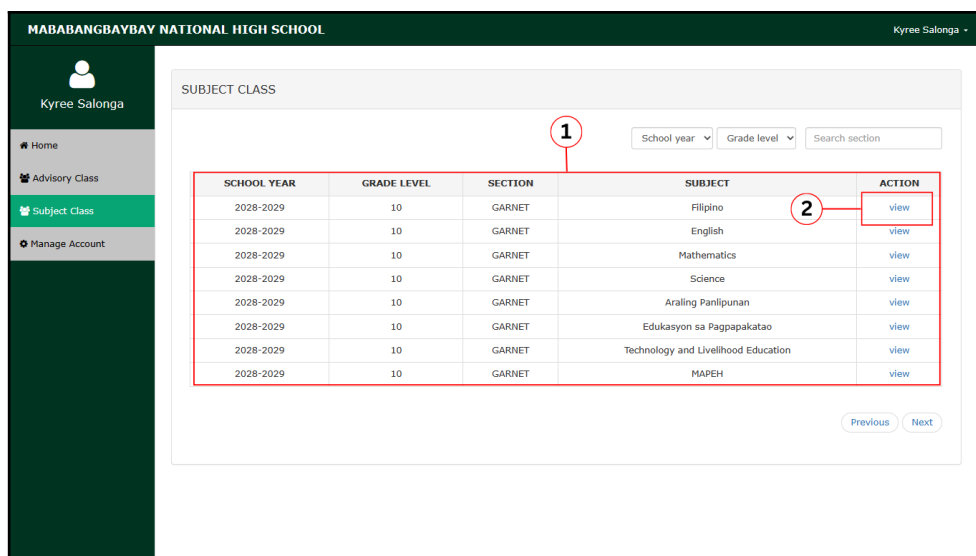 MABABANGBAYBAY NATIONAL HIGH SCHOOL Kyree Salonga
Kyree Salonga
Home
Advisory Class
Subject Class
Manage Account
SUBJECT CLASS
1
School year Grade level Search section
SCHOOL YEAR GRADE LEVEL SECTION SUBJECT ACTION
2028-2029 10 GARNET Filipino 2 view
2028-2029 10 GARNET English view
2028-2029 10 GARNET Mathematics view
2028-2029 10 GARNET Science view
2028-2029 10 GARNET Araling Panlipunan view
2028-2029 10 GARNET Edukasyon sa Pagpapakatao view
2028-2029 10 GARNET Technology and Livelihood Education view
2028-2029 10 GARNET MAPEH view
Previous Next